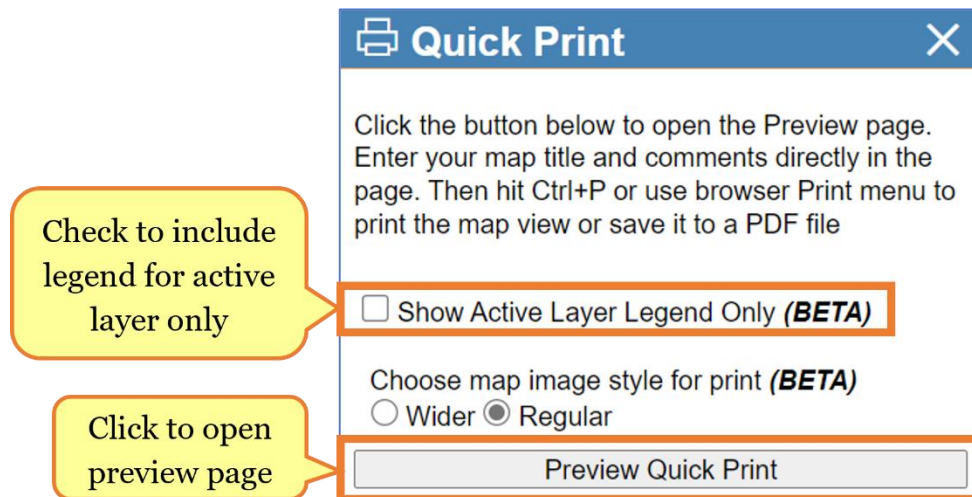 Quick Print
Click the button below to open the Preview page.
Enter your map title and comments directly in the
page. Then hit Ctrl+P or use browser Print menu to
print the map view or save it to a PDF file
Check to include
legend for active
layer only
Show Active Layer Legend Only (BETA)
Choose map image style for print (BETA)
Wider Regular
Click to open
preview page
Preview Quick Print